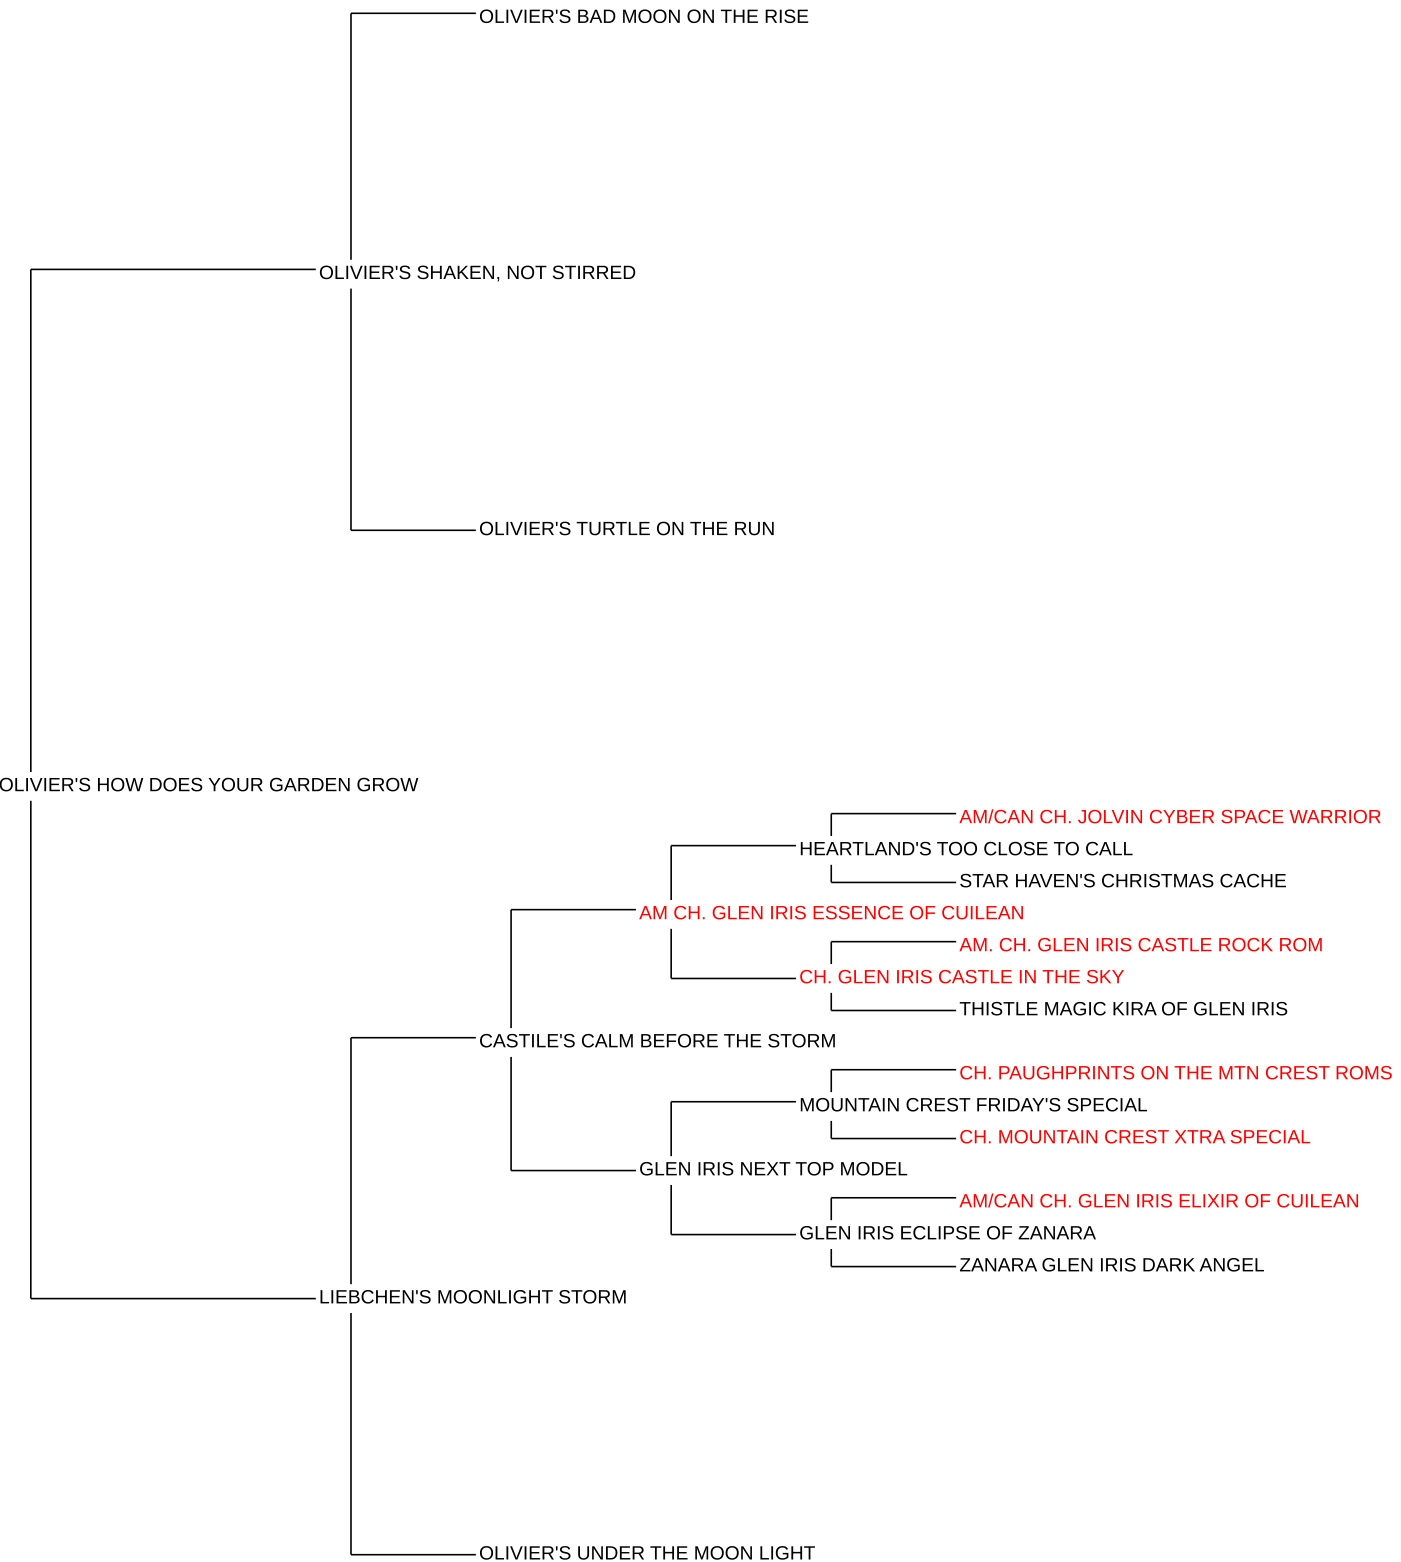 OLIVIER'S BAD MOON ON THE RISE
OLIVIER'S SHAKEN, NOT STIRRED
OLIVIER'S TURTLE ON THE RUN
OLIVIER'S HOW DOES YOUR GARDEN GROW
AM/CAN CH. JOLVIN CYBER SPACE WARRIOR
HEARTLAND'S TOO CLOSE TO CALL
STAR HAVEN'S CHRISTMAS CACHE
AM CH. GLEN IRIS ESSENCE OF CUILEAN
AM. CH. GLEN IRIS CASTLE ROCK ROM
CH. GLEN IRIS CASTLE IN THE SKY
THISTLE MAGIC KIRA OF GLEN IRIS
CASTILE'S CALM BEFORE THE STORM
CH. PAUGHPRINTS ON THE MTN CREST ROMS
MOUNTAIN CREST FRIDAY'S SPECIAL
CH. MOUNTAIN CREST XTRA SPECIAL
GLEN IRIS NEXT TOP MODEL
AM/CAN CH. GLEN IRIS ELIXIR OF CUILEAN
GLEN IRIS ECLIPSE OF ZANARA
ZANARA GLEN IRIS DARK ANGEL
LIEBCHEN'S MOONLIGHT STORM
OLIVIER'S UNDER THE MOON LIGHT